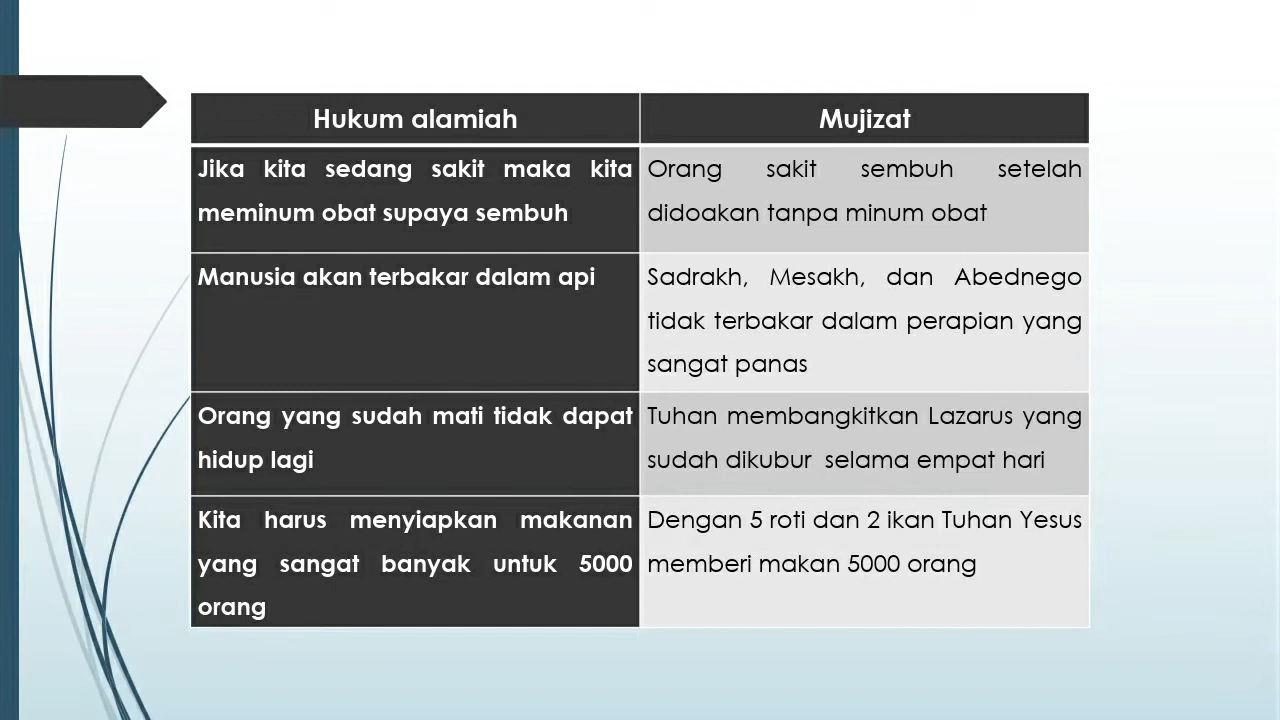 Hukum alamiah
Mujizat
Jika kita sedang sakit maka kita
meminum obat supaya sembuh
Orang sakit sembuh setelah
didoakan tanpa minum obat
Manusia akan terbakar dalam api
Sadrakh, Mesakh, dan Abednego
tidak terbakar dalam perapian yang
sangat panas
Orang yang sudah mati tidak dapat
hidup lagi
Tuhan membangkitkan Lazarus yang
sudah dikubur selama empat hari
Kita harus menyiapkan makanan
yang sangat banyak untuk 5000
orang
Dengan 5 roti dan 2 ikan Tuhan Yesus
memberi makan 5000 orang